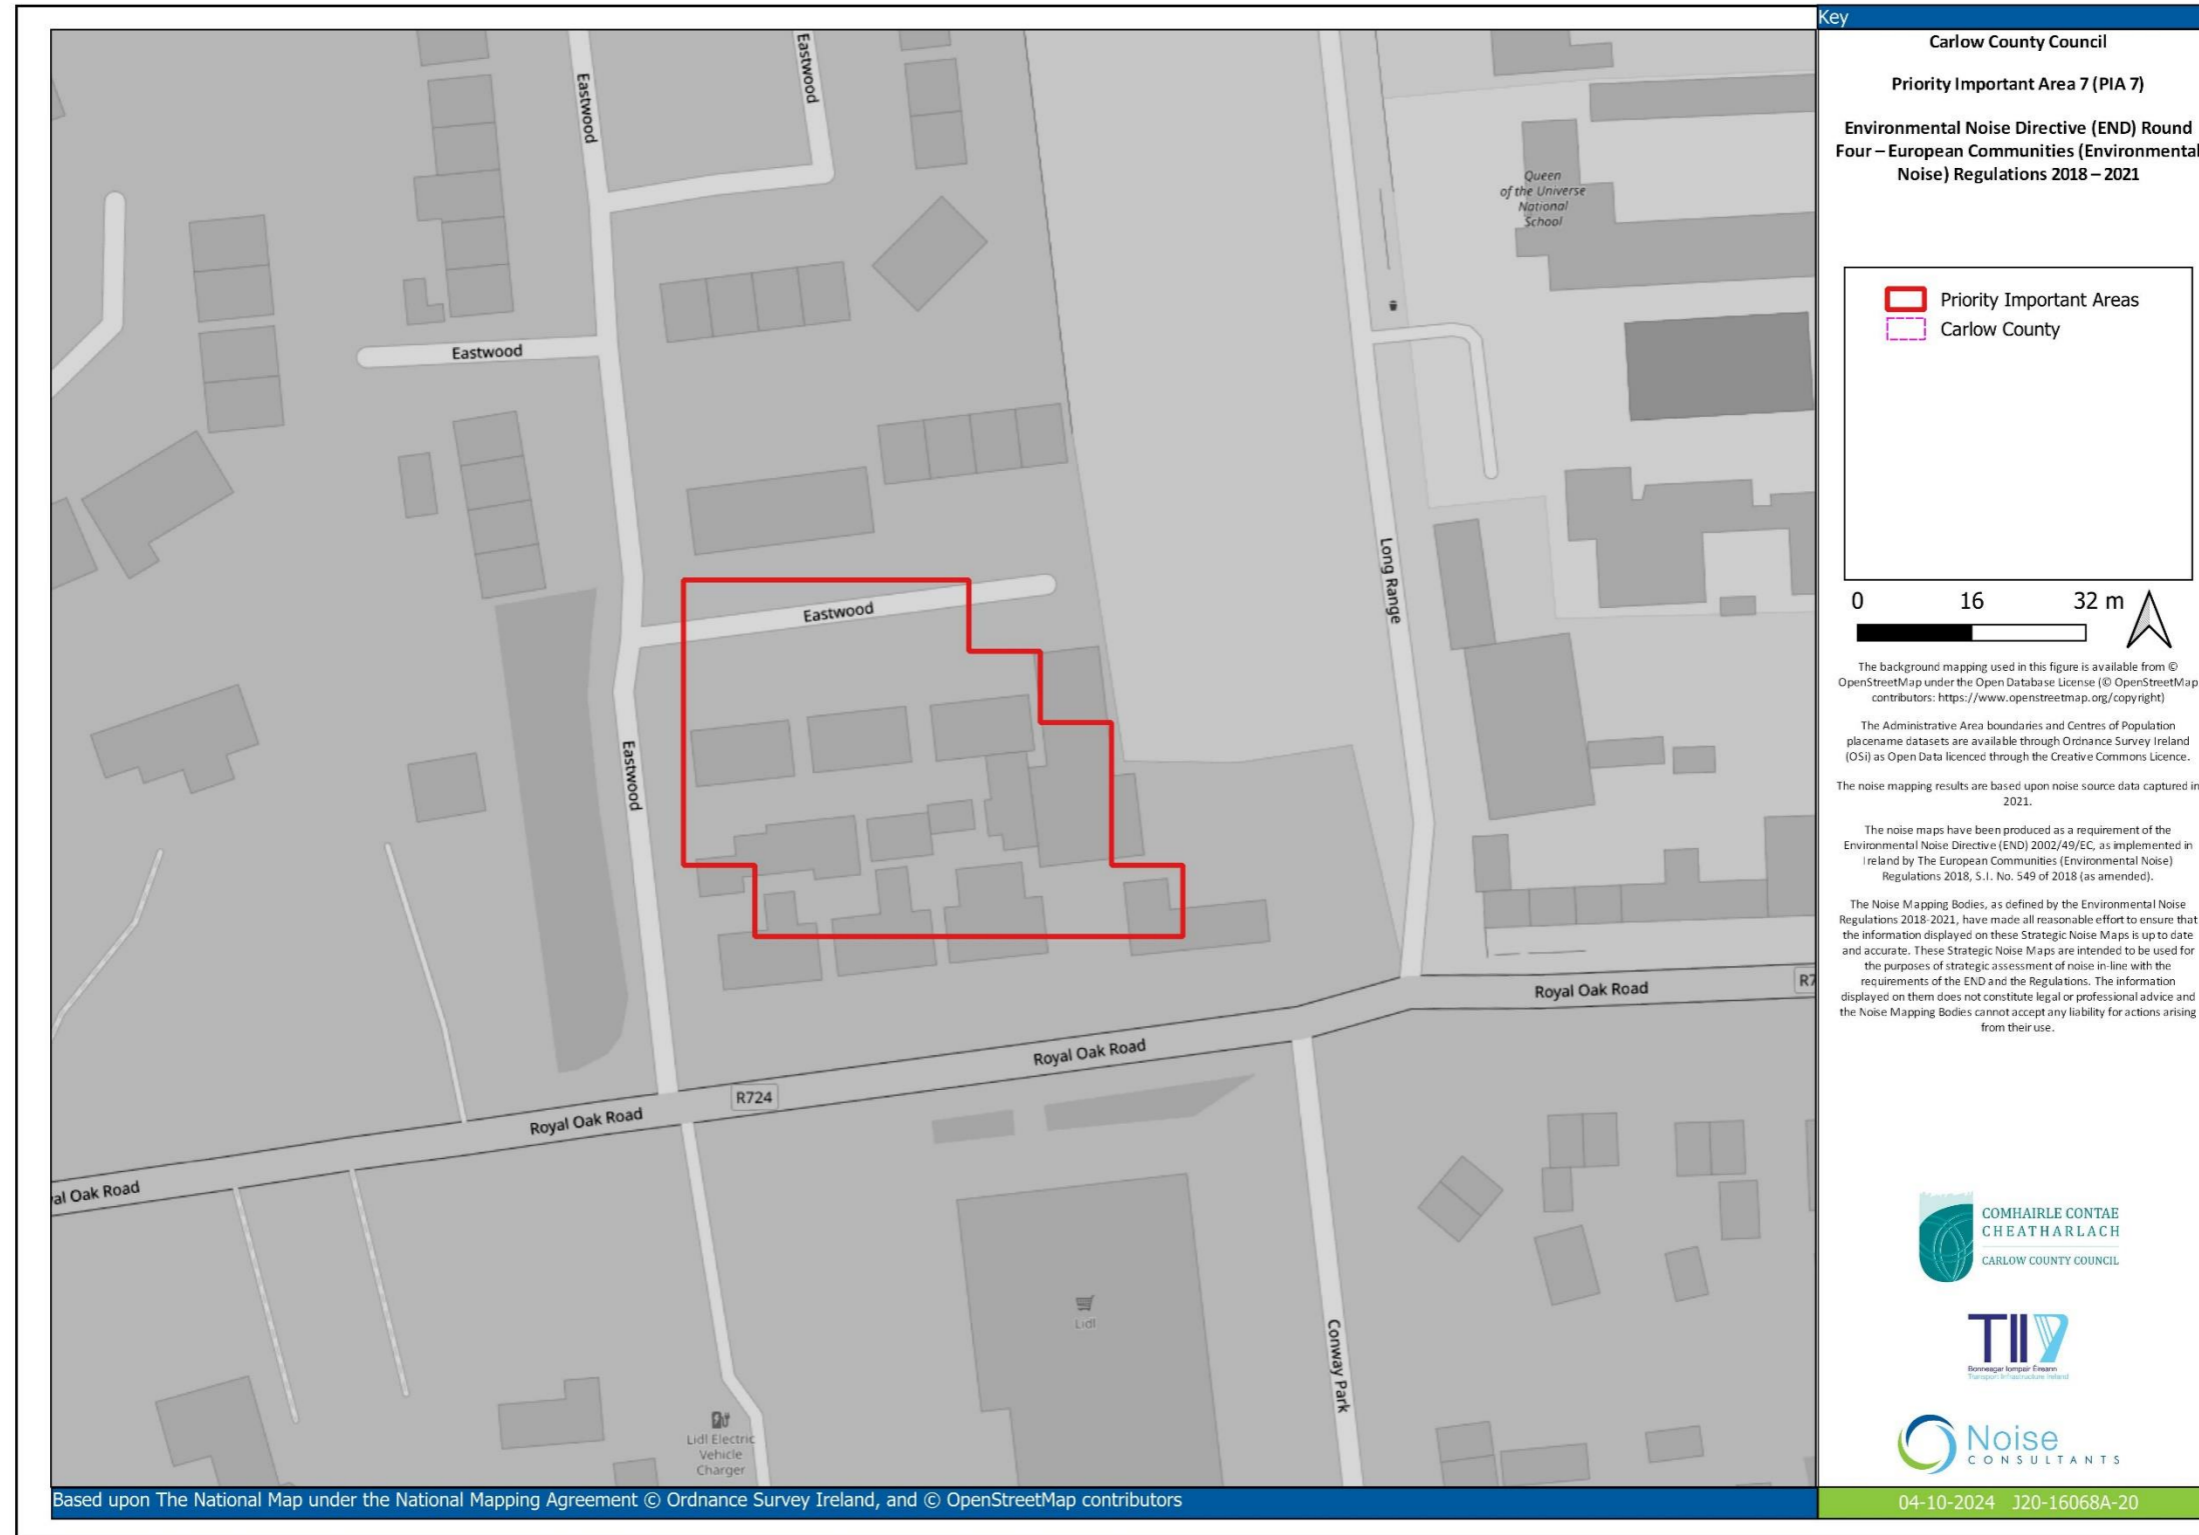 Key
Carlow County Council
Priority Important Area 7 (PIA 7)
Environmental Noise Directive (END) Round
Four – European Communities (Environmental
Noise) Regulations 2018 – 2021
Priority Important Areas
Carlow County
0 16 32 m
The background mapping used in this figure is available from ©
OpenStreetMap under the Open Database License (© OpenStreetMap
contributors: https://www.openstreetmap.org/copyright)
The Administrative Area boundaries and Centres of Population
placename datasets are available through Ordnance Survey Ireland
(OSi) as Open Data licenced through the Creative Commons Licence.
The noise mapping results are based upon noise source data captured in
2021.
The noise maps have been produced as a requirement of the
Environmental Noise Directive (END) 2002/49/EC, as implemented in
Ireland by The European Communities (Environmental Noise)
Regulations 2018, S.I. No. 549 of 2018 (as amended).
The Noise Mapping Bodies, as defined by the Environmental Noise
Regulations 2018-2021, have made all reasonable effort to ensure that
the information displayed on these Strategic Noise Maps is up to date
and accurate. These Strategic Noise Maps are intended to be used for
the purposes of strategic assessment of noise in-line with the
requirements of the END and the Regulations. The information
displayed on them does not constitute legal or professional advice and
the Noise Mapping Bodies cannot accept any liability for actions arising
from their use.
COMHAIRLE CONTAE
CHEATHARLACH
CARLOW COUNTY COUNCIL
TII
Bonneagar Iompair Éireann
Transport Infrastructure Ireland
Noise
CONSULTANTS
04-10-2024 J20-16068A-20
Eastwood
Eastwood
Queen
of the Universe
National
School
Eastwood
Long Range
Eastwood
Eastwood
Royal Oak Road
R7
Royal Oak Road
R724
Royal Oak Road
al Oak Road
Lidl
Conway Park
Lidl Electric
Vehicle
Charger
Based upon The National Map under the National Mapping Agreement © Ordnance Survey Ireland, and © OpenStreetMap contributors